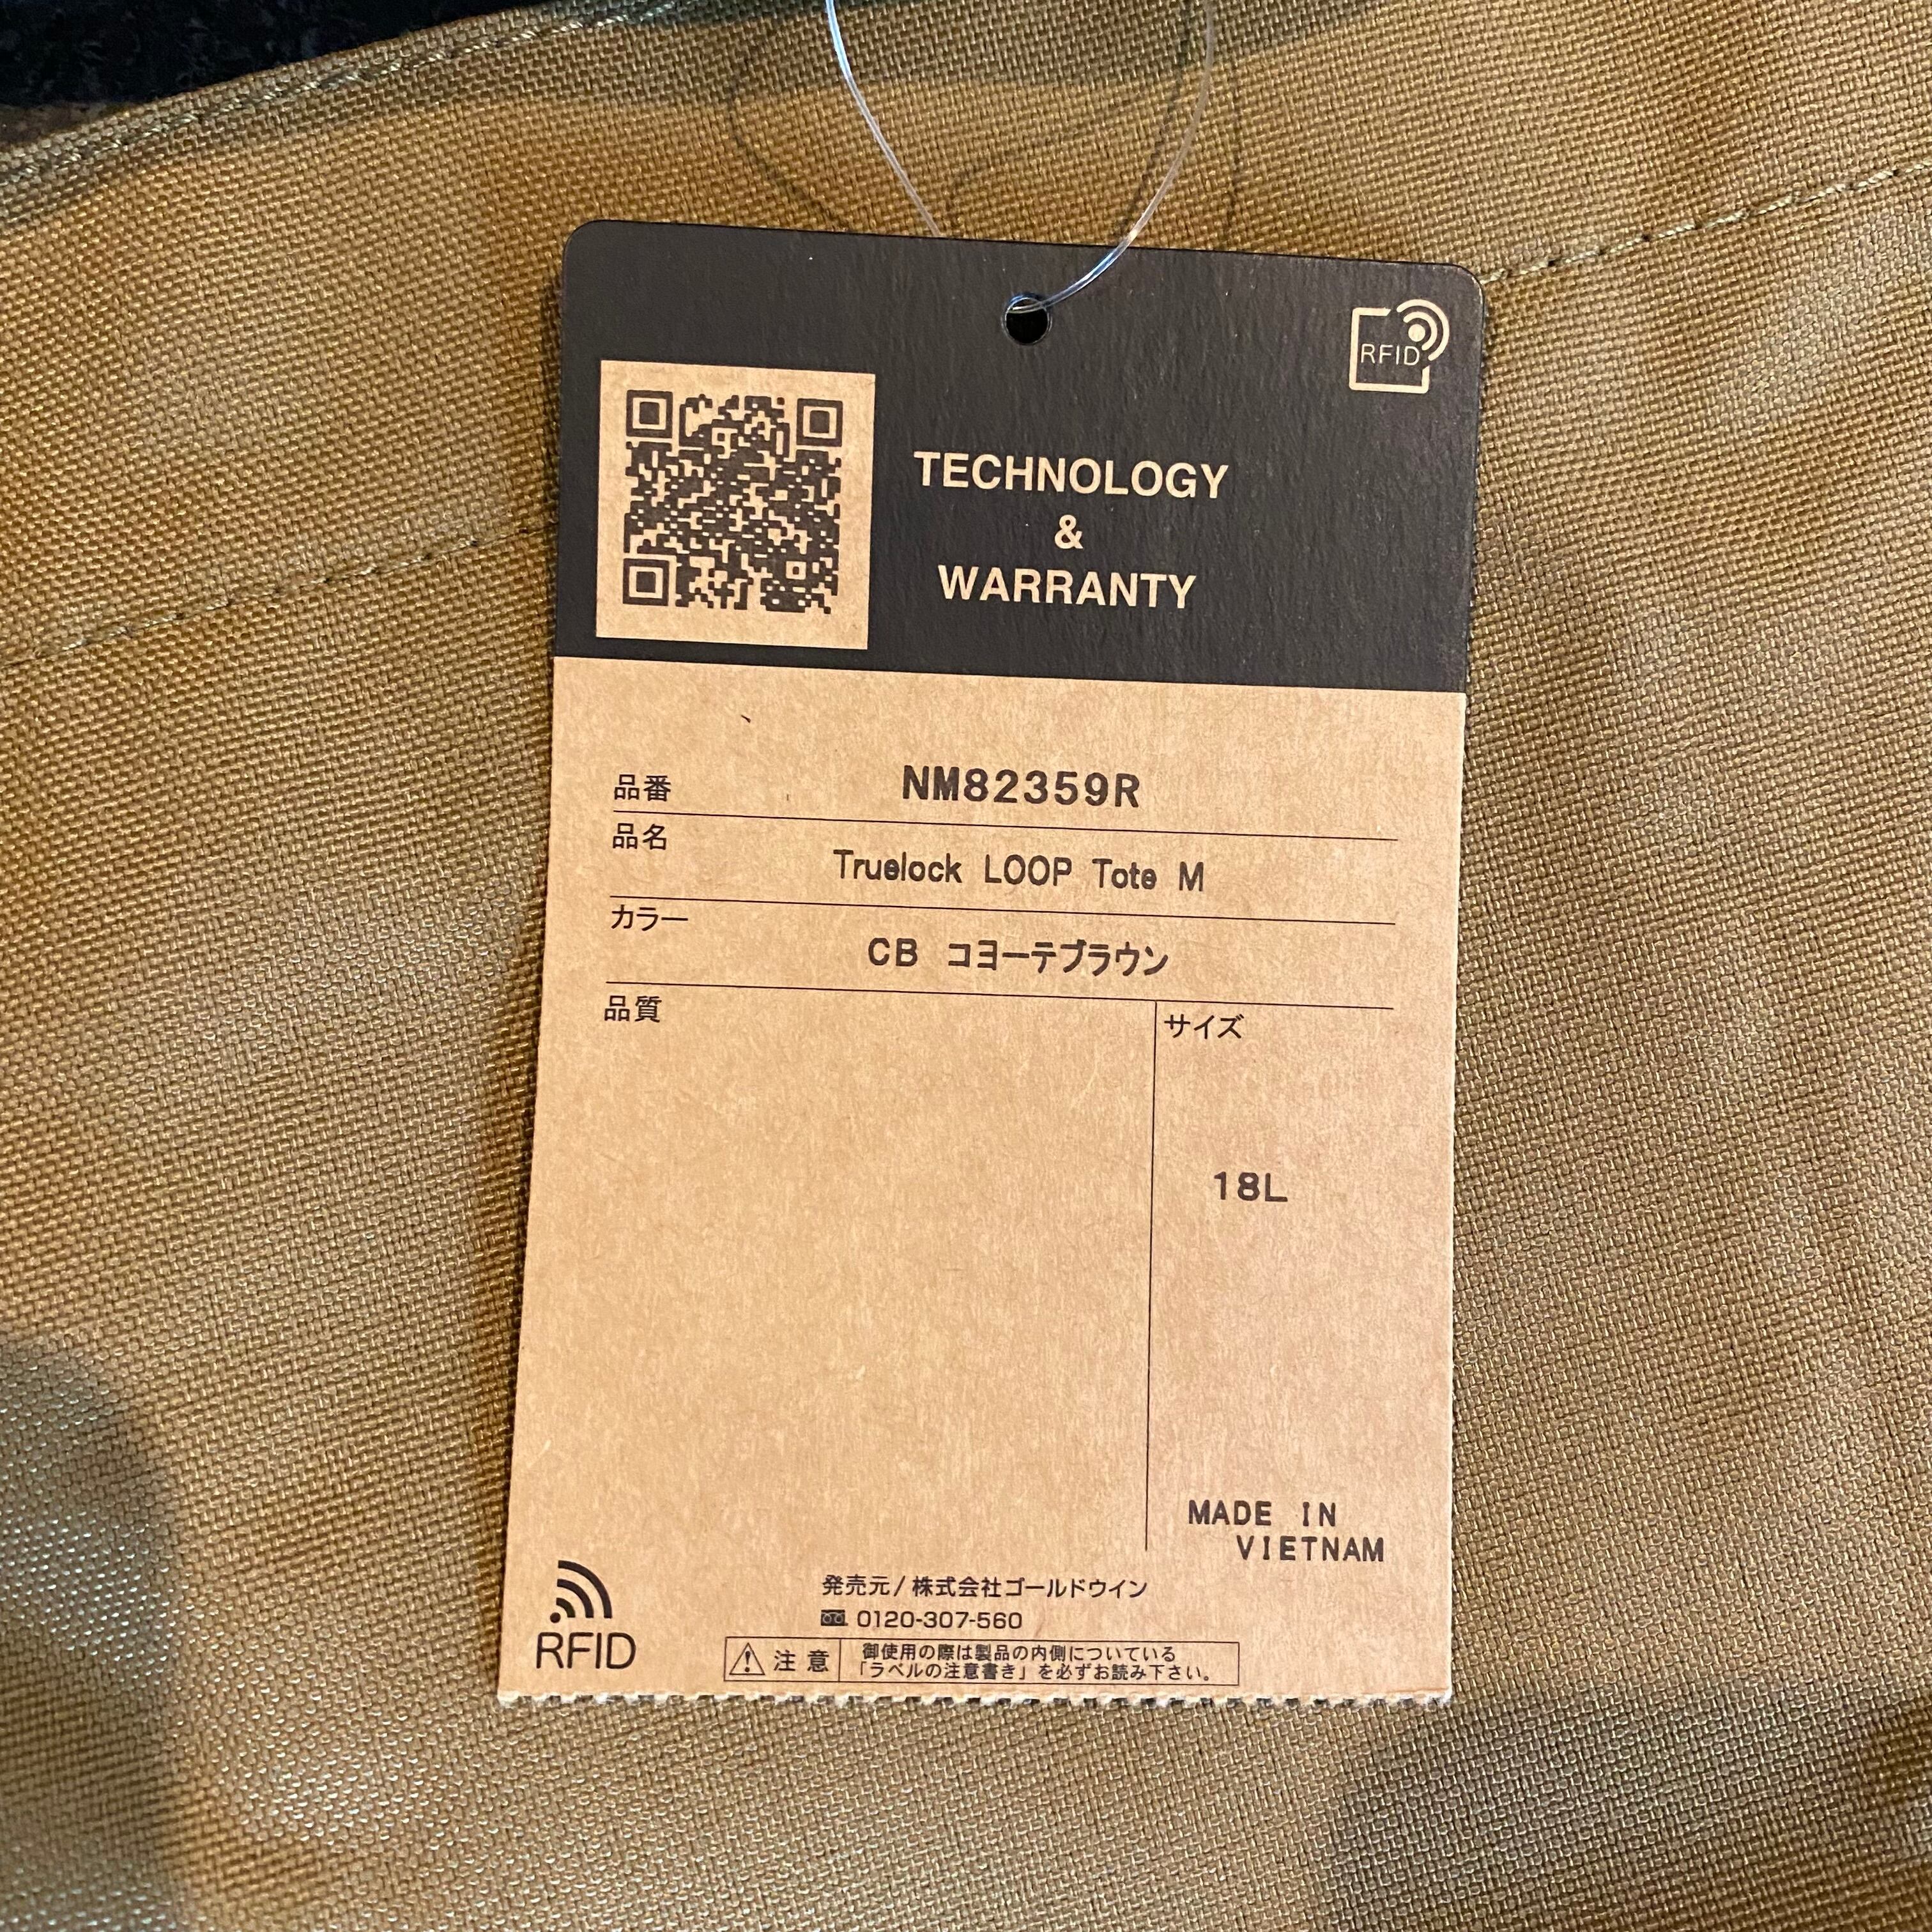 RFID
TECHNOLOGY
&
WARRANTY
品番 NM82359R
品名 Truelock LOOP Tote M
カラー CB コヨーテブラウン
品質
サイズ
18L
MADE IN
VIETNAM
RFID
発売元/株式会社ゴールドウイン
0120-307-560
注意
御使用の際は製品の内側についている
「ラベルの注意書き」を必ずお読み下さい。